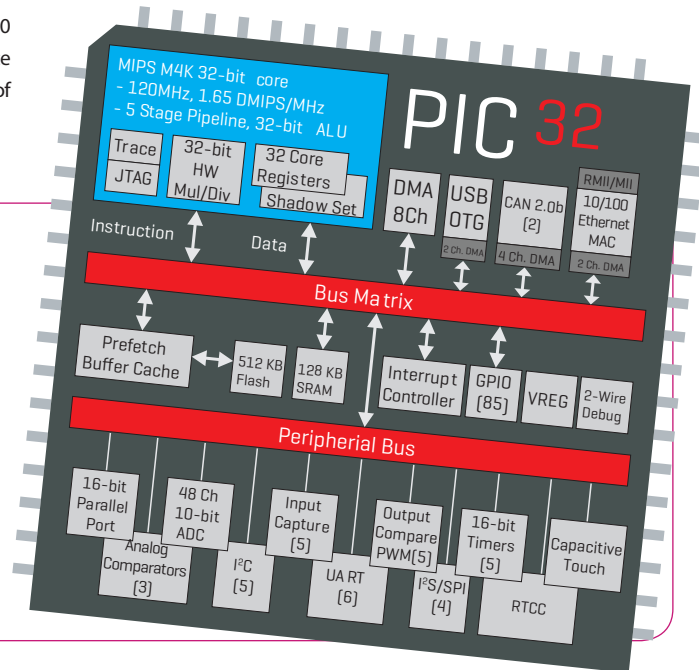 0
e
of
MIPS M4K 32-bit core
- 120MHz, 1.65 DMIPS/MHz
- 5 Stage Pipeline, 32-bit ALU
Trace
JTAG
32-bit
HW
Mul/Div
32 Core
Registers
Shadow Set
PIC 32
DMA
8Ch
USB
OTG
2 Ch. DMA
CAN 2.0b
(2)
4 Ch. DMA
RMII/MII
10/100
Ethernet
MAC
2 Ch. DMA
Instruction
Data
Bus Matrix
Prefetch
Buffer Cache
512 KB
Flash
128 KB
SRAM
Interrupt
Controller
GPIO
(85)
VREG
2-Wire
Debug
Peripherial Bus
16-bit
Parallel
Port
Analog
Comparators
(3)
48 Ch
10-bit
ADC
I²C
(5)
Input
Capture
(5)
UA RT
(6)
Output
Compare
PWM(5)
I²S/SPI
(4)
16-bit
Timers
(5)
RTCC
Capacitive
Touch